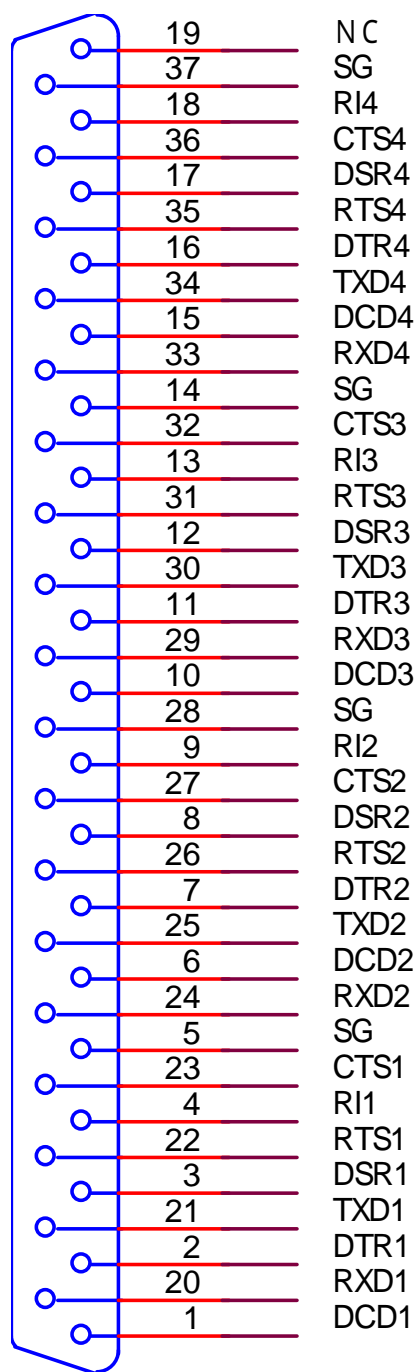 19 NC
37 SG
18 RI4
36 CTS4
17 DSR4
35 RTS4
16 DTR4
34 TXD4
15 DCD4
33 RXD4
14 SG
32 CTS3
13 RI3
31 RTS3
12 DSR3
30 TXD3
11 DTR3
29 RXD3
10 DCD3
28 SG
9 RI2
27 CTS2
8 DSR2
26 RTS2
7 DTR2
25 TXD2
6 DCD2
24 RXD2
5 SG
23 CTS1
4 RI1
22 RTS1
3 DSR1
21 TXD1
2 DTR1
20 RXD1
1 DCD1